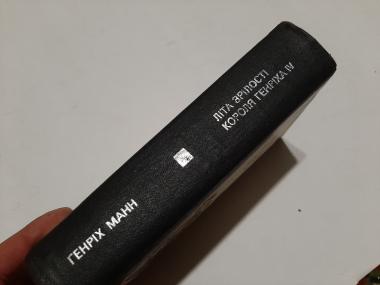 ГЕНРІХ МАНН
ЛІТА ЗРІЛОСТІ
КОРОЛЯ ГЕНРІХА IV